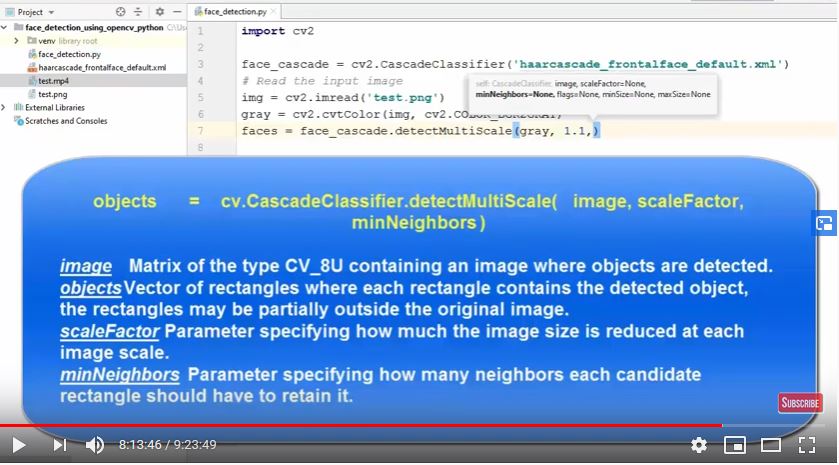 Project
face_detection.py
face_detection_using_opencv_python C:\Us
venv library root
face_detection.py
haarcascade_frontalface_default.xml
test.mp4
test.png
External Libraries
Scratches and Consoles
1 import cv2
2
3 face_cascade = cv2.CascadeClassifier('haarcascade_frontalface_default.xml')
4 # Read the input image
5 img = cv2.imread('test.png')
6 gray = cv2.cvtColor(img, cv2.COLOR_BGR2GRAY)
7 faces = face_cascade.detectMultiScale(gray, 1.1,)
8
self: CascadeClassifier, image, scaleFactor=None,
minNeighbors=None, flags=None, minSize=None, maxSize=None
objects = cv.CascadeClassifier.detectMultiScale( image, scaleFactor,
minNeighbors)
image Matrix of the type CV_8U containing an image where objects are detected.
objects Vector of rectangles where each rectangle contains the detected object,
the rectangles may be partially outside the original image.
scaleFactor Parameter specifying how much the image size is reduced at each
image scale.
minNeighbors Parameter specifying how many neighbors each candidate
rectangle should have to retain it.
SUBSCRIBE
8:13:46 / 9:23:49